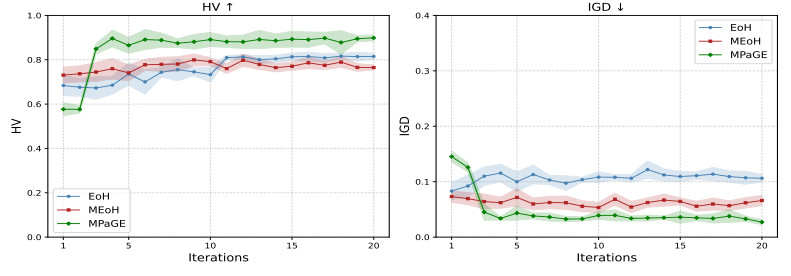 HV ↑
HV
1.0
0.8
0.6
0.4
0.2
0.0
EoH
MEoH
MPaGE
1 5 10 15 20
Iterations
IGD ↓
IGD
0.4
0.3
0.2
0.1
0.0
EoH
MEoH
MPaGE
1 5 10 15 20
Iterations